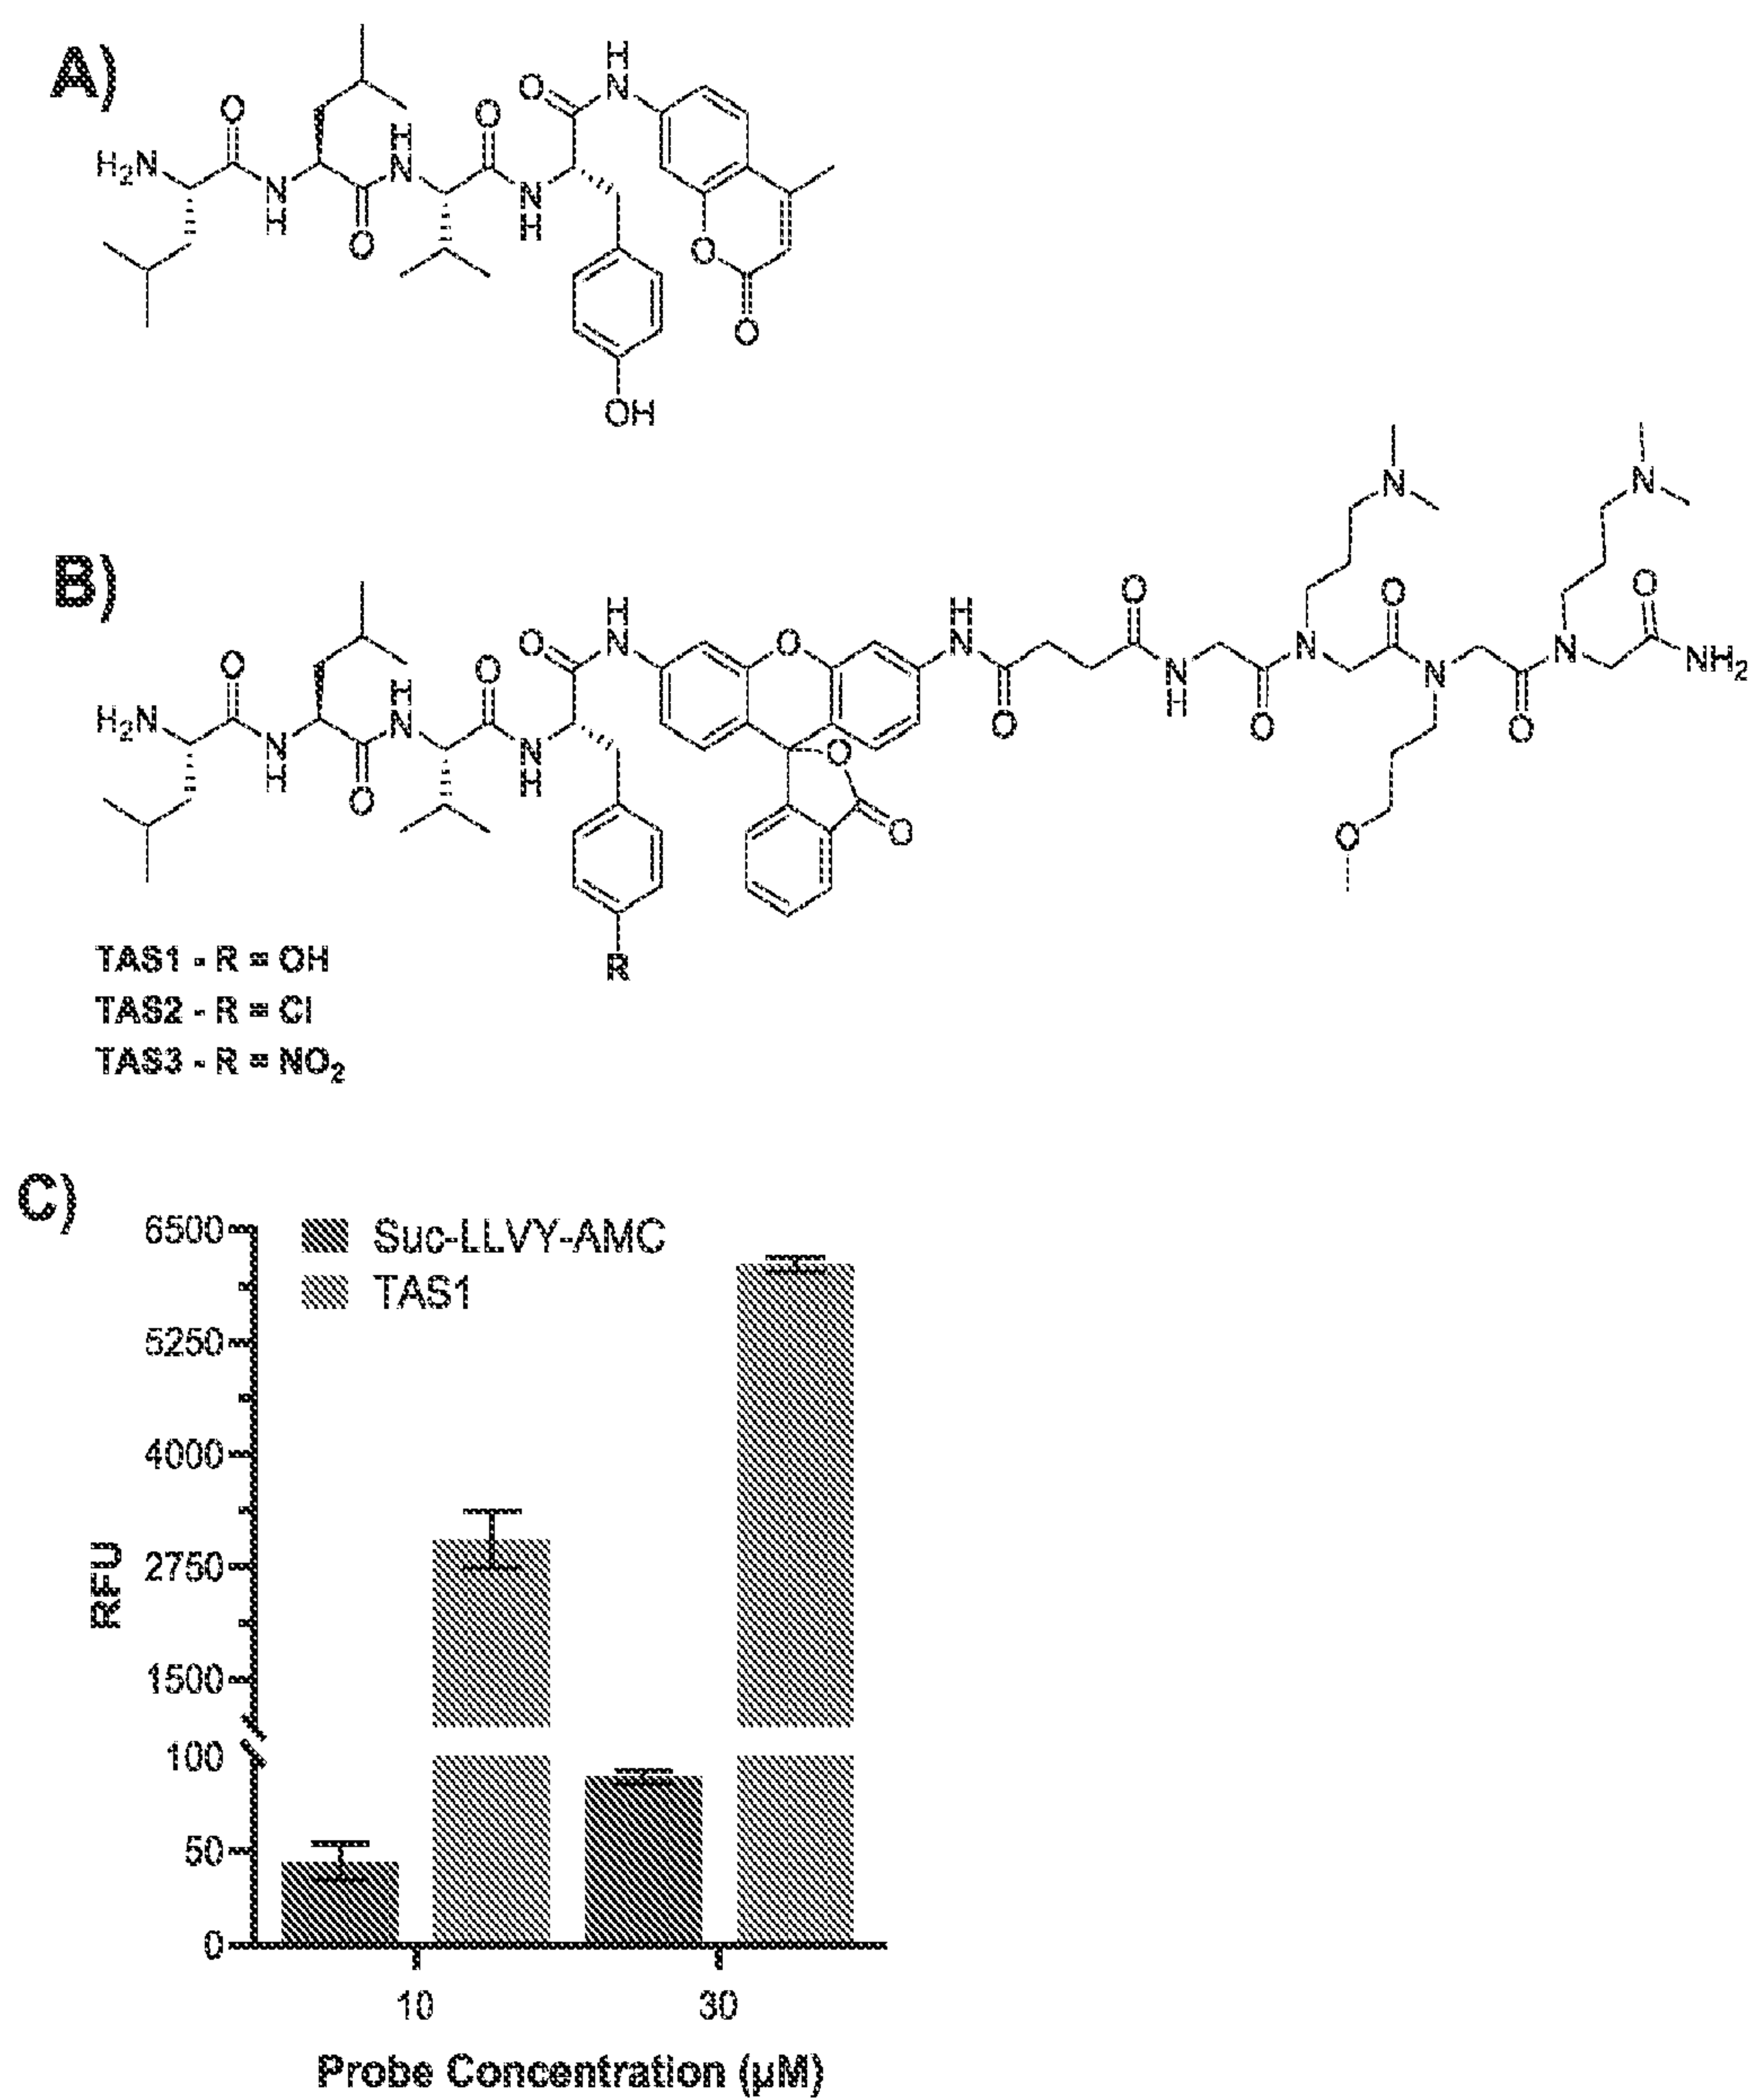 A)
H₂N
O
N
H
O
H
N
O
N
H
O
H
N
O
O
OH
B)
H₂N
O
N
H
O
H
N
O
N
H
O
H
N
O
O
O
R
H
N
O
O
N
H
O
N
N
O
N
O
O
N
N
O
NH₂
TAS1 - R = OH
TAS2 - R = Cl
TAS3 - R = NO₂
C)
Suc-LLVY-AMC
TAS1
6500
5250
4000
2750
1500
100
50
0
RFU
10 30
Probe Concentration (µM)